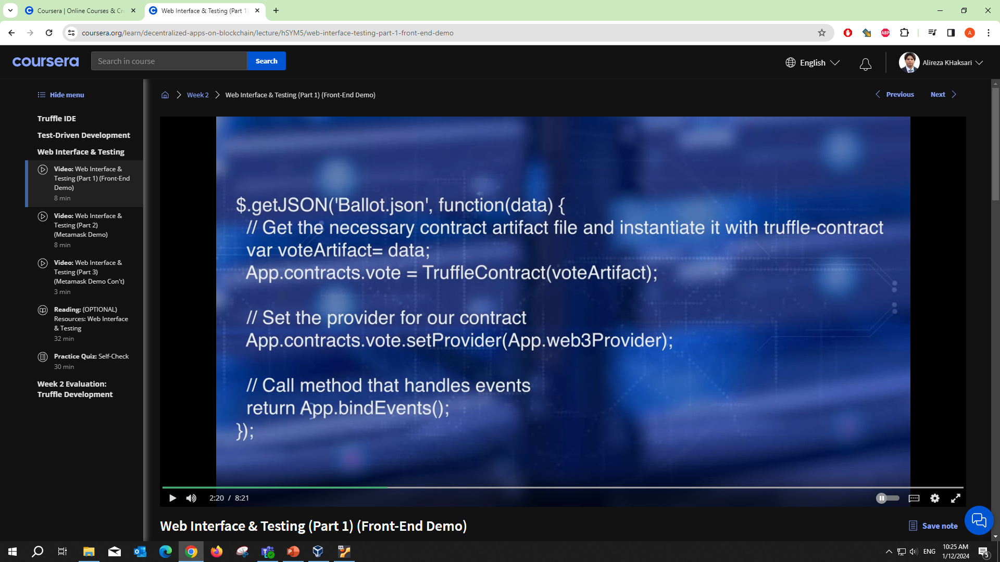 Coursera | Online Courses & Cr
Web Interface & Testing (Part 1)
coursera.org/learn/decentralized-apps-on-blockchain/lecture/hSYM5/web-interface-testing-part-1-front-end-demo
ABP
A
coursera
Search in course
Search
English
Alireza KHaksari
Hide menu
Week 2
Web Interface & Testing (Part 1) (Front-End Demo)
Previous
Next
Truffle IDE
Test-Driven Development
Web Interface & Testing
Video: Web Interface &
Testing (Part 1) (Front-End
Demo)
8 min
Video: Web Interface &
Testing (Part 2)
(Metamask Demo)
8 min
Video: Web Interface &
Testing (Part 3)
(Metamask Demo Con't)
3 min
Reading: (OPTIONAL)
Resources: Web Interface
& Testing
32 min
Practice Quiz: Self-Check
30 min
Week 2 Evaluation:
Truffle Development
$.getJSON('Ballot.json', function(data) {
// Get the necessary contract artifact file and instantiate it with truffle-contract
var voteArtifact= data;
App.contracts.vote = TruffleContract(voteArtifact);
// Set the provider for our contract
App.contracts.vote.setProvider(App.web3Provider);
// Call method that handles events
return App.bindEvents();
});
2:20 / 8:21
Web Interface & Testing (Part 1) (Front-End Demo)
Save note
ENG
10:25 AM
1/12/2024
5